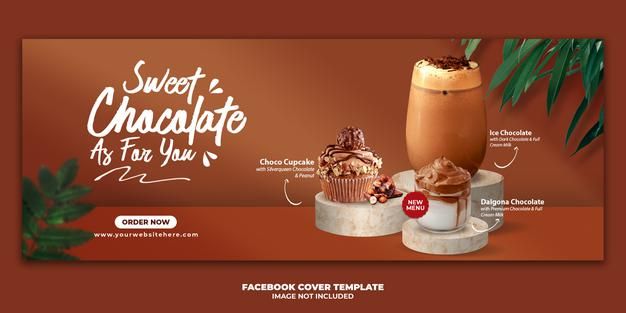 Sweet
Chocolate
As For You
ORDER NOW
www.yourwebsitehere.com
Choco Cupcake
with Silverqueen Chocolate
& Peanut
Ice Chocolate
with Dark Chocolate & Full
Cream Milk
NEW
MENU
Dalgona Chocolate
with Premium Chocolate & Full
Cream Milk
FACEBOOK COVER TEMPLATE
IMAGE NOT INCLUDED